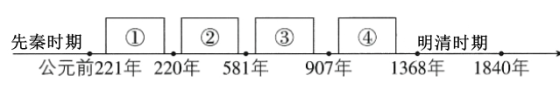 先秦时期 ① ② ③ ④ 明清时期
公元前221年 220年 581年 907年 1368年 1840年